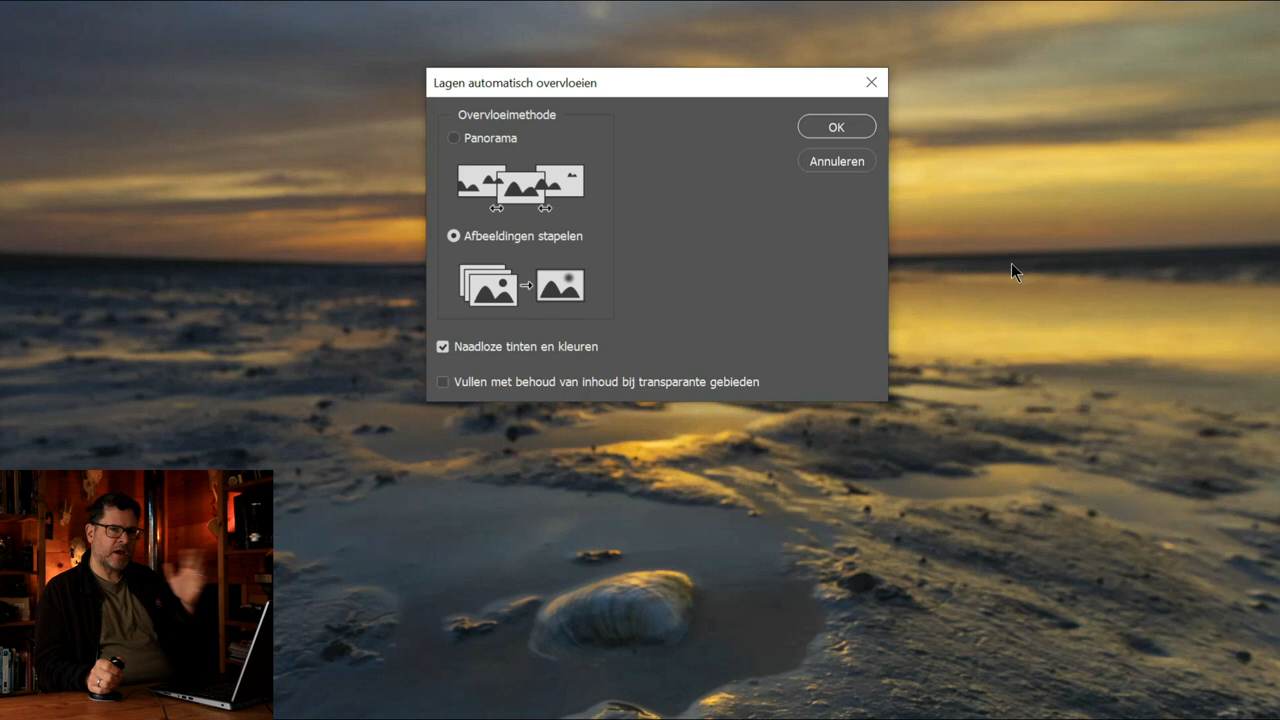 Lagen automatisch overvloeien
Overvloeimethode
Panorama
Afbeeldingen stapelen
Naadloze tinten en kleuren
Vullen met behoud van inhoud bij transparante gebieden
OK
Annuleren